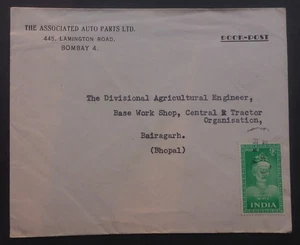 THE ASSOCIATED AUTO PARTS LTD.
445, LAMINGTON ROAD,
BOMBAY 4.
BOOK-POST
The Divisional Agricultural Engineer,
Base Work Shop, Central & Tractor
Organisation,
Bairagarh.
(Bhopal)
INDIA